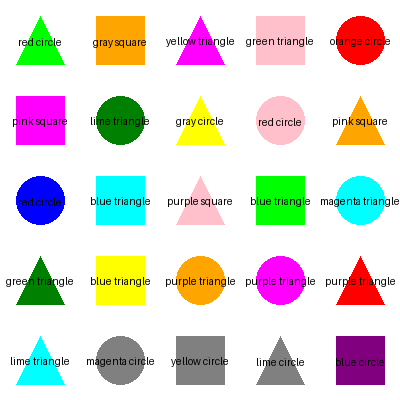 red circle
gray square
yellow triangle
green triangle
orange circle
pink square
lime triangle
gray circle
red circle
pink square
red circle
blue triangle
purple square
blue triangle
magenta triangle
green triangle
blue triangle
purple triangle
purple triangle
purple triangle
lime triangle
magenta circle
yellow circle
lime circle
blue circle